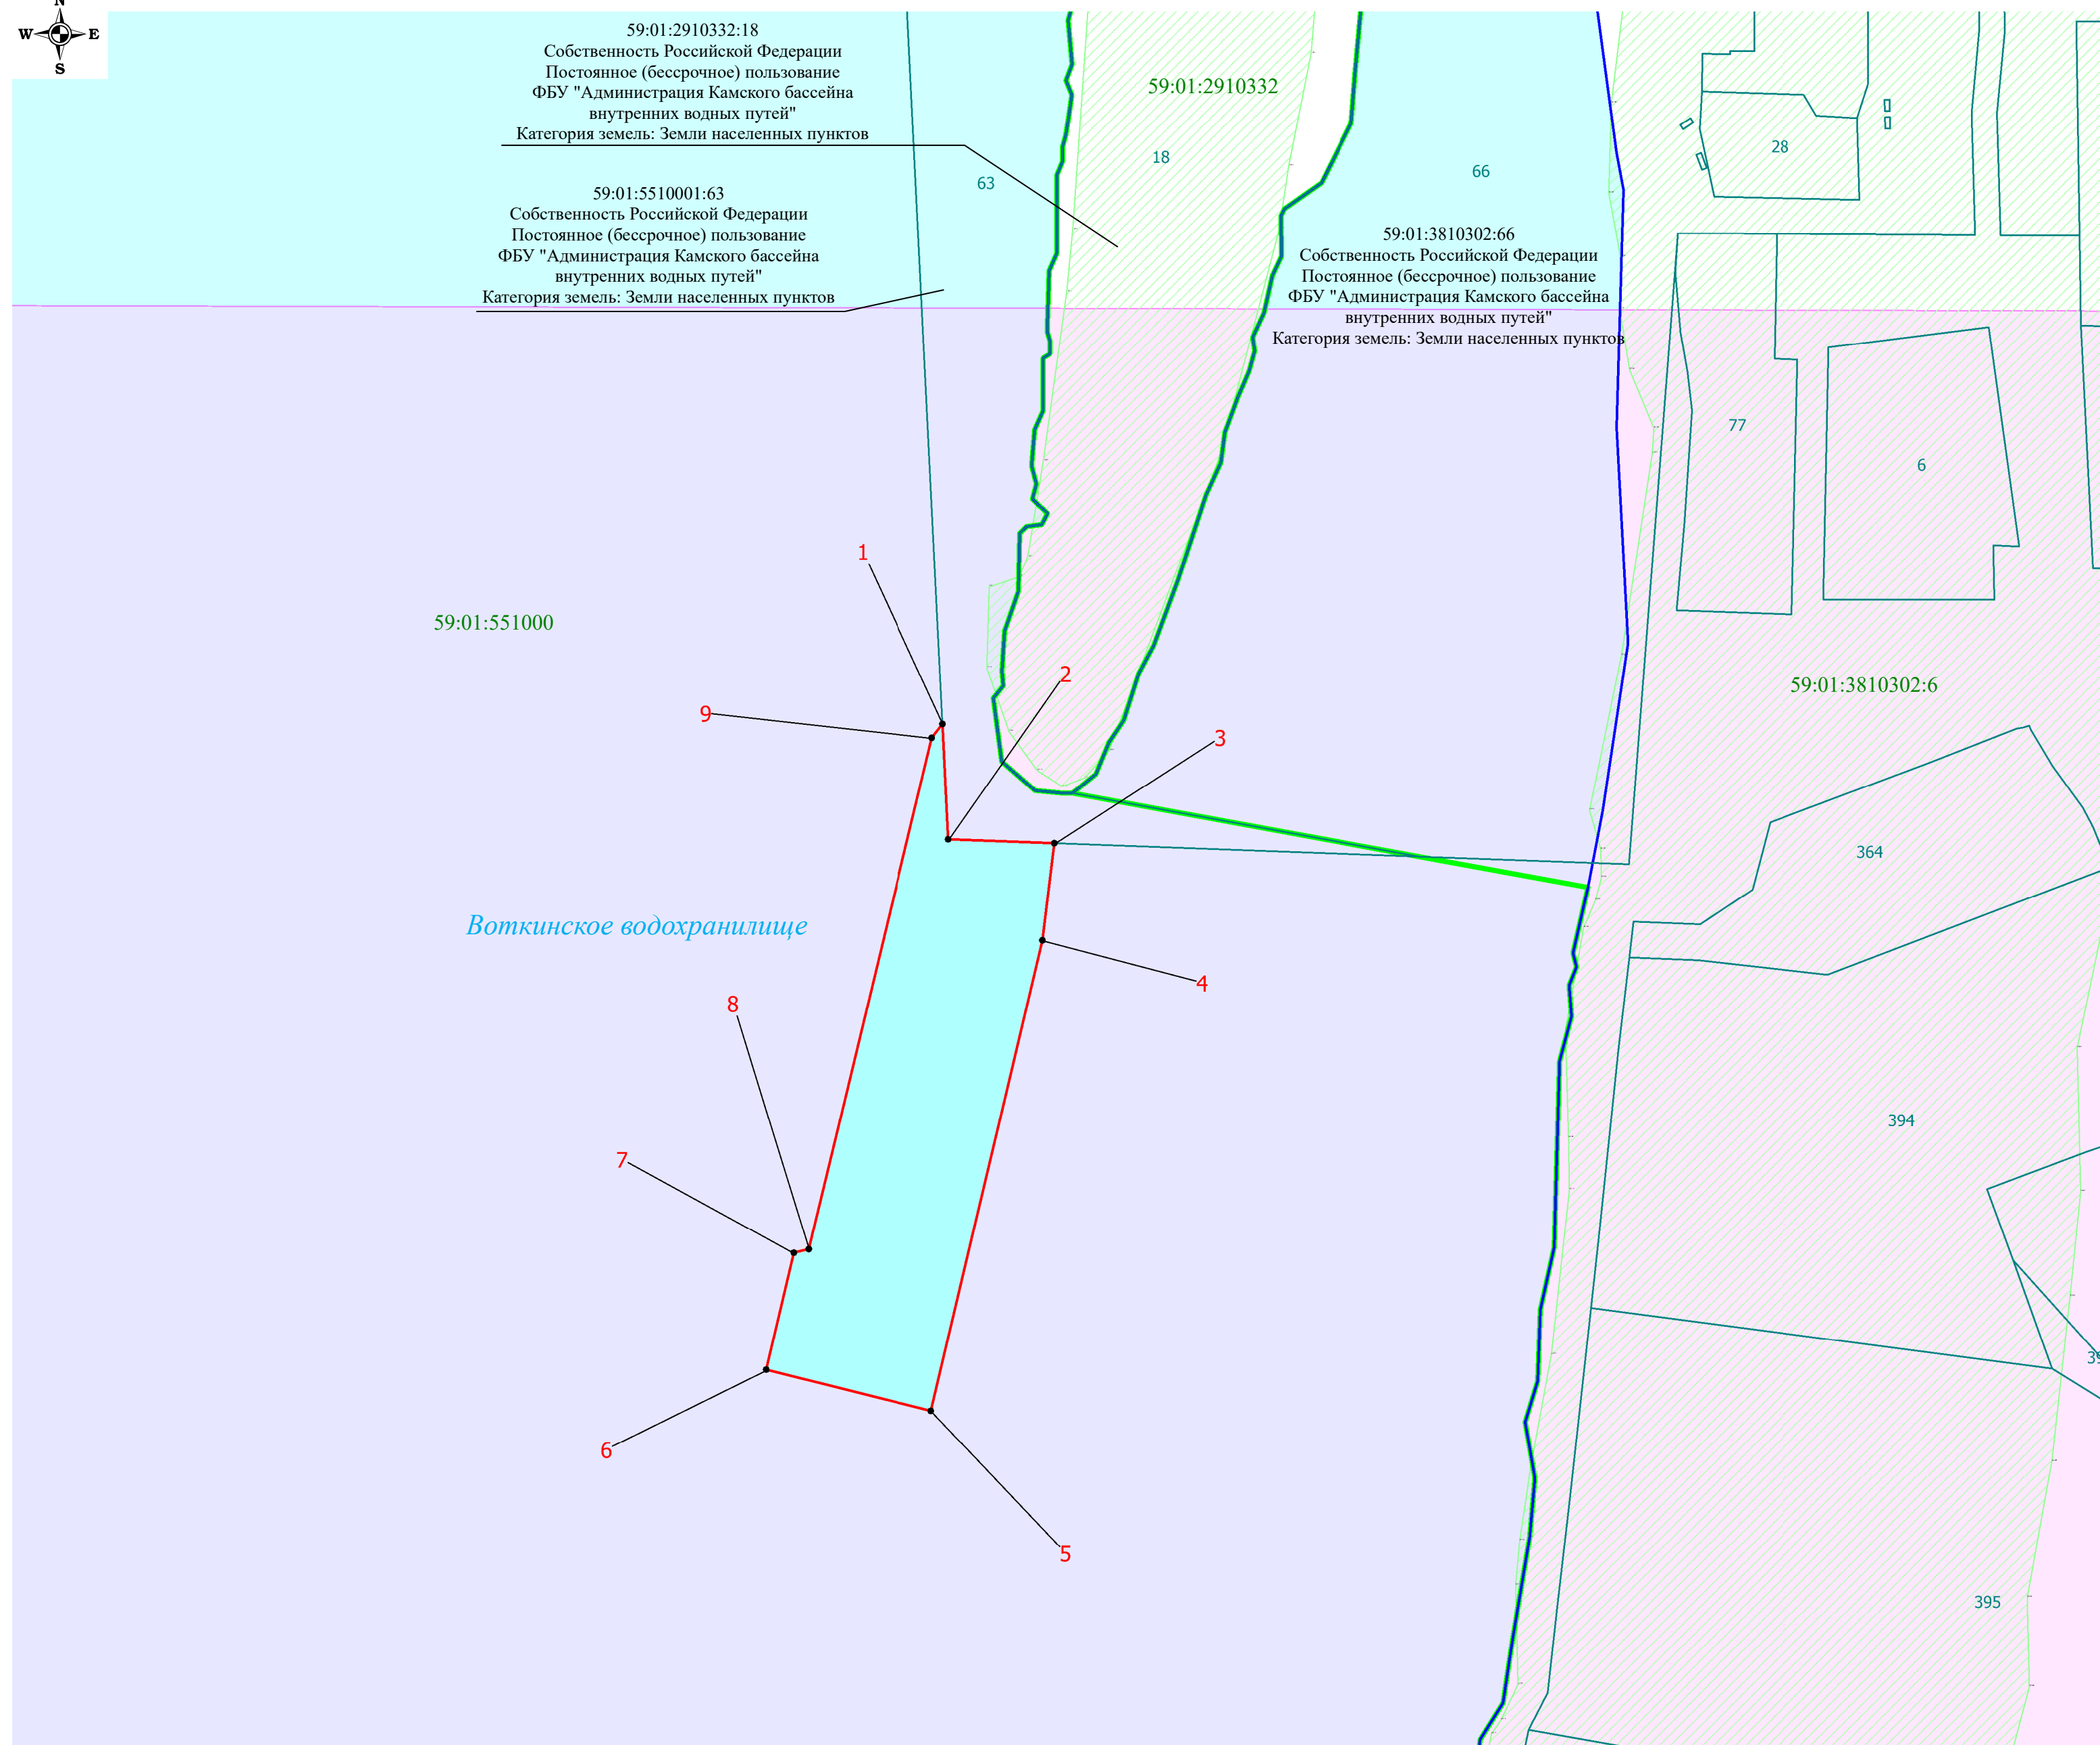 N
W E
S
59:01:2910332:18
Собственность Российской Федерации
Постоянное (бессрочное) пользование
ФБУ "Администрация Камского бассейна
внутренних водных путей"
Категория земель: Земли населенных пунктов
59:01:2910332
18
63
66
28
59:01:5510001:63
Собственность Российской Федерации
Постоянное (бессрочное) пользование
ФБУ "Администрация Камского бассейна
внутренних водных путей"
Категория земель: Земли населенных пунктов
59:01:3810302:66
Собственность Российской Федерации
Постоянное (бессрочное) пользование
ФБУ "Администрация Камского бассейна
внутренних водных путей"
Категория земель: Земли населенных пунктов
77
6
1
59:01:551000
2
59:01:3810302:6
9
3
364
Воткинское водохранилище
4
8
394
7
39
6
5
395